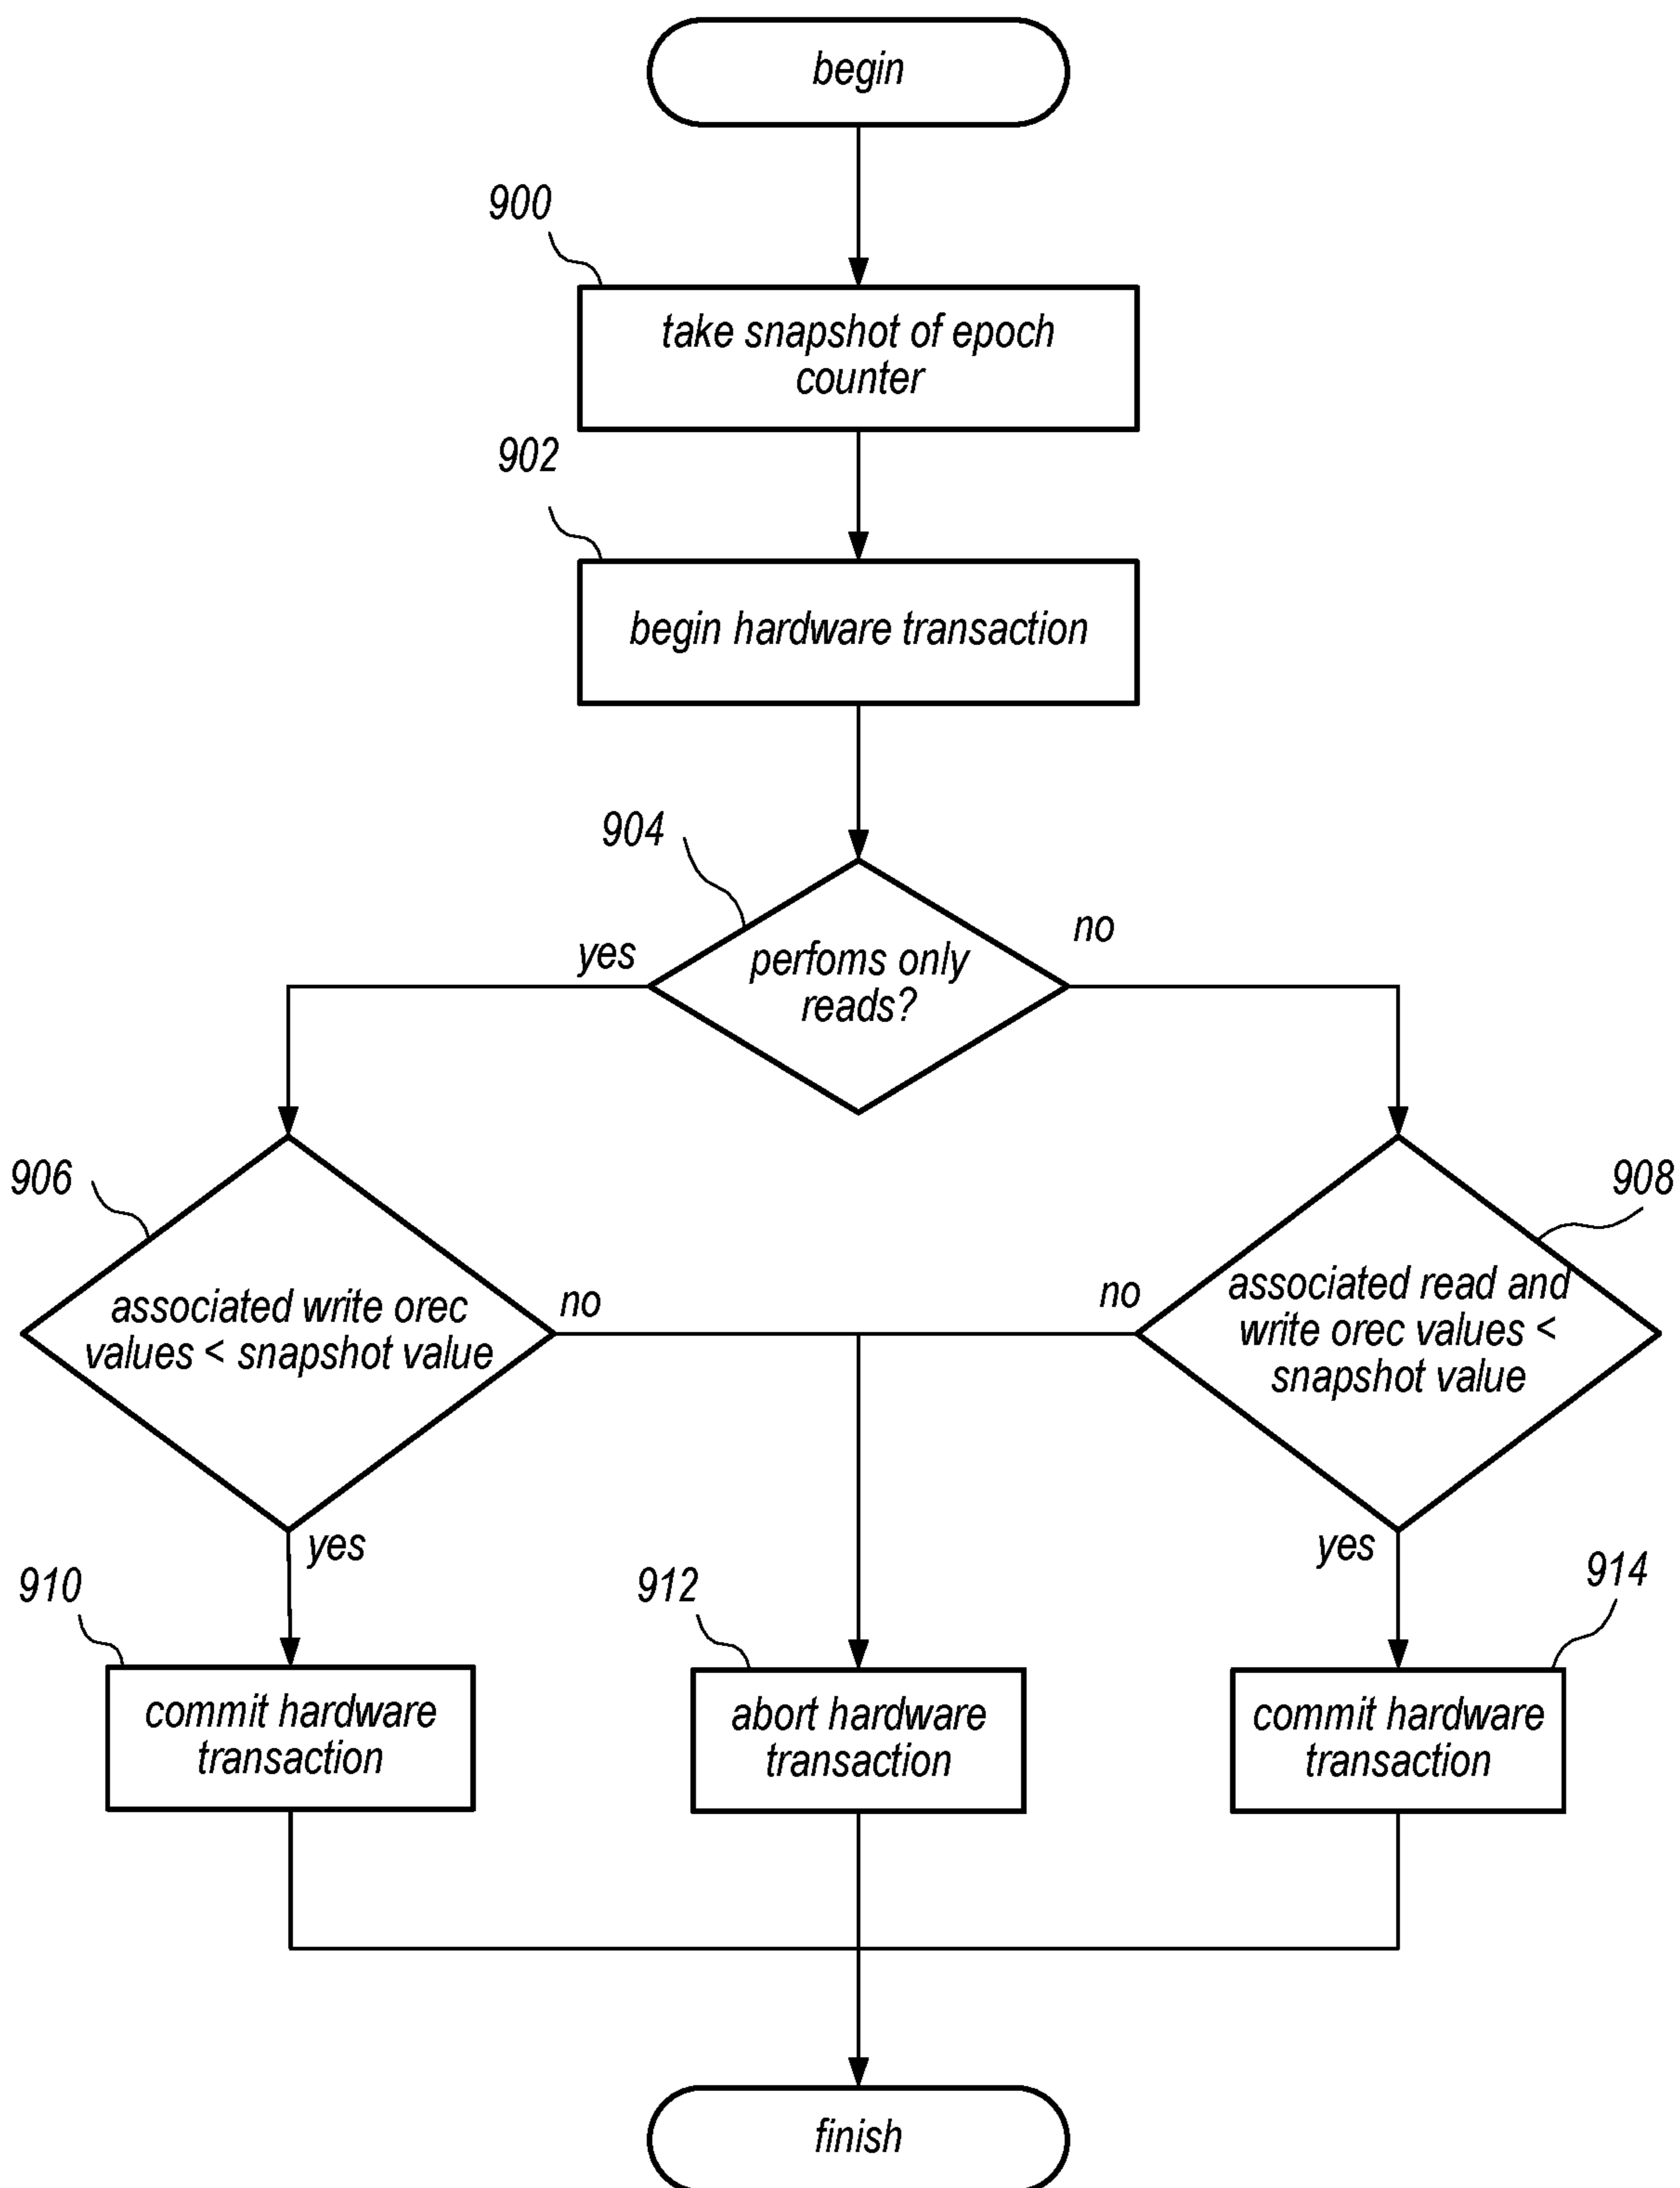 begin
900
take snapshot of epoch
counter
902
begin hardware transaction
904
yes
no
perfoms only
reads?
906
908
associated write orec
values < snapshot value
no
no
associated read and
write orec values <
snapshot value
yes
yes
910
912
914
commit hardware
transaction
abort hardware
transaction
commit hardware
transaction
finish